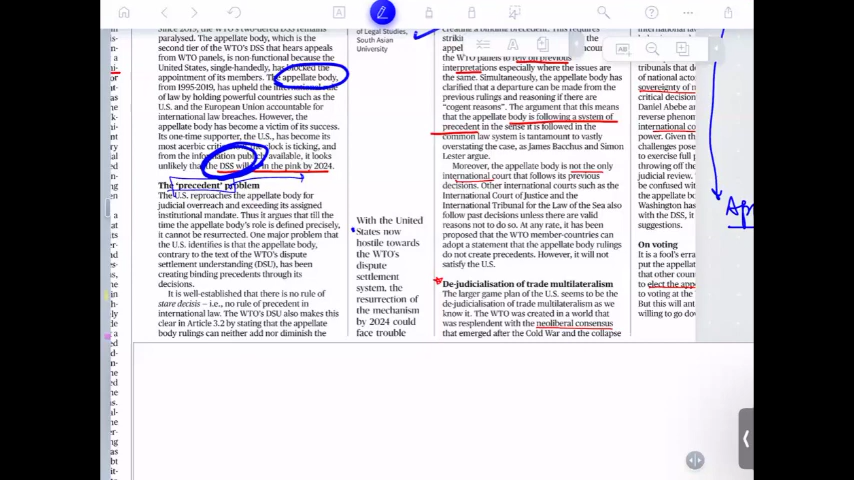 Since 2019, the two-tiered DSS remains
paralysed. The appellate body, which is the
second tier of the WTO's DSS that hears appeals
from WTO panels, is non-functional because the
United States, single-handedly, has blocked the
appointment of its members. The appellate body,
from 1995-2019, has upheld the international rule
of law by holding powerful countries such as the
U.S. and the European Union accountable for
international law breaches. However, the
appellate body has become a victim of its success.
Its one-time supporter, the U.S., has become its
most acerbic critic. Now, the clock is ticking, and
from the information publicly available, it looks
unlikely that the DSS will be in the pink by 2024.
The 'precedent' problem
The U.S. reproaches the appellate body for
judicial overreach and exceeding its assigned
institutional mandate. Thus it argues that till the
time the appellate body's role is defined precisely,
it cannot be resurrected. One major problem that
the U.S. identifies is that the appellate body,
contrary to the text of the WTO's dispute
settlement understanding (DSU), has been
creating binding precedents through its
decisions.
It is well-established that there is no rule of
stare decisis – i.e., no rule of precedent in
international law. The WTO's DSU also makes this
clear in Article 3.2 by stating that the appellate
body rulings can neither add nor diminish the
of Legal Studies,
South Asian
University
With the United
States now
hostile towards
the WTO's
dispute
settlement
system, the
resurrection of
the mechanism
by 2024 could
face trouble
creating a binding precedent. This requires
strikin
appel
the WTO panels to rely on previous
interpretations especially where the issues are
the same. Simultaneously, the appellate body has
clarified that a departure can be made from the
previous rulings and reasoning if there are
"cogent reasons". The argument that this means
that the appellate body is following a system of
precedent in the sense it is followed in the
common law system is tantamount to vastly
overstating the case, as James Bacchus and Simon
Lester argue.
Moreover, the appellate body is not the only
international court that follows its previous
decisions. Other international courts such as the
International Court of Justice and the
International Tribunal for the Law of the Sea also
follow past decisions unless there are valid
reasons not to do so. At any rate, it has been
proposed that the WTO member-countries can
adopt a statement that the appellate body rulings
do not create precedents. However, it will not
satisfy the U.S.
De-judicialisation of trade multilateralism
The larger game plan of the U.S. seems to be the
de-judicialisation of trade multilateralism as we
know it. The WTO was created in a world that
was resplendent with the neoliberal consensus
that emerged after the Cold War and the collapse
internationa
tribunals that d
of national actor
sovereignty of n
critical decision
Daniel Abebe an
reverse phenom
international co
challenges pose
to exercise full p
judicial review.
be confused with
throwing off the
Washington has
with the DSS, it
suggestions.
On voting
It is a fool's erra
put the appellat
that other coun
to elect the appe
to voting at the
But this will ant
willing to go dow